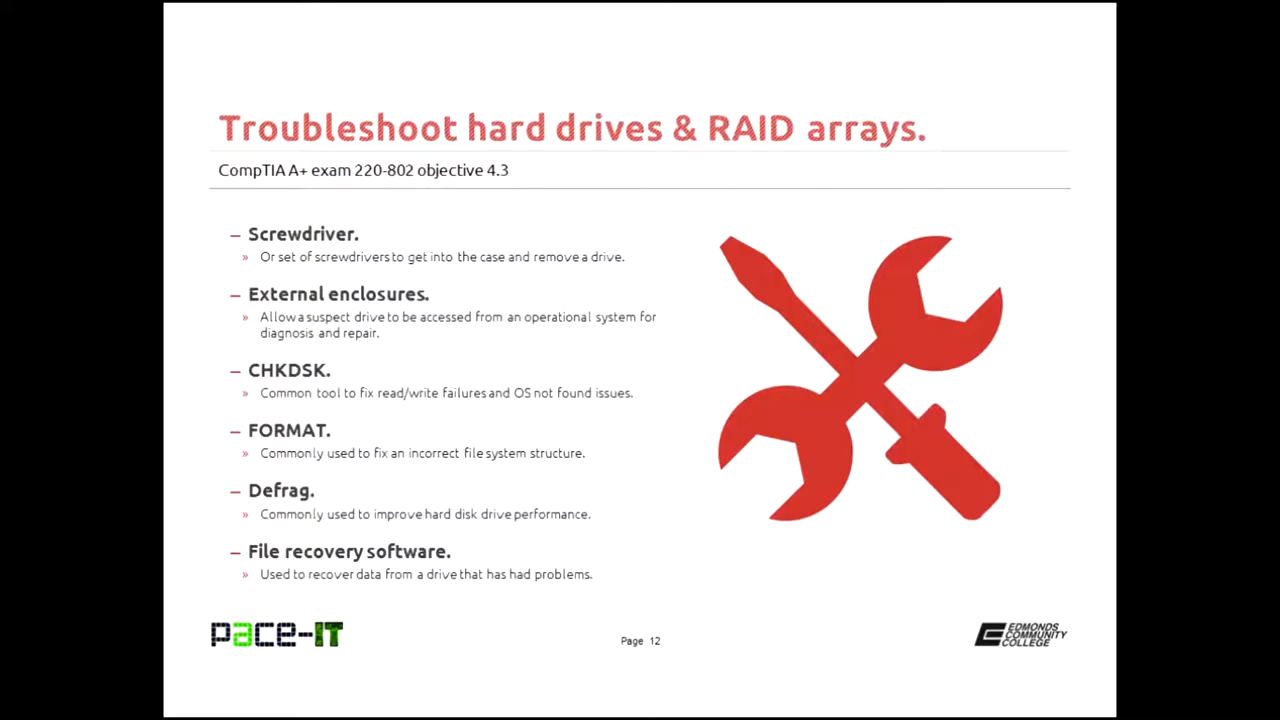 Troubleshoot hard drives & RAID arrays.
CompTIA A+ exam 220-802 objective 4.3
– Screwdriver.
» Or set of screwdrivers to get into the case and remove a drive.
– External enclosures.
» Allow a suspect drive to be accessed from an operational system for
diagnosis and repair.
– CHKDSK.
» Common tool to fix read/write failures and OS not found issues.
– FORMAT.
» Commonly used to fix an incorrect file system structure.
– Defrag.
» Commonly used to improve hard disk drive performance.
– File recovery software.
» Used to recover data from a drive that has had problems.
pace-IT
Page 12
EDMONDS
COMMUNITY
COLLEGE